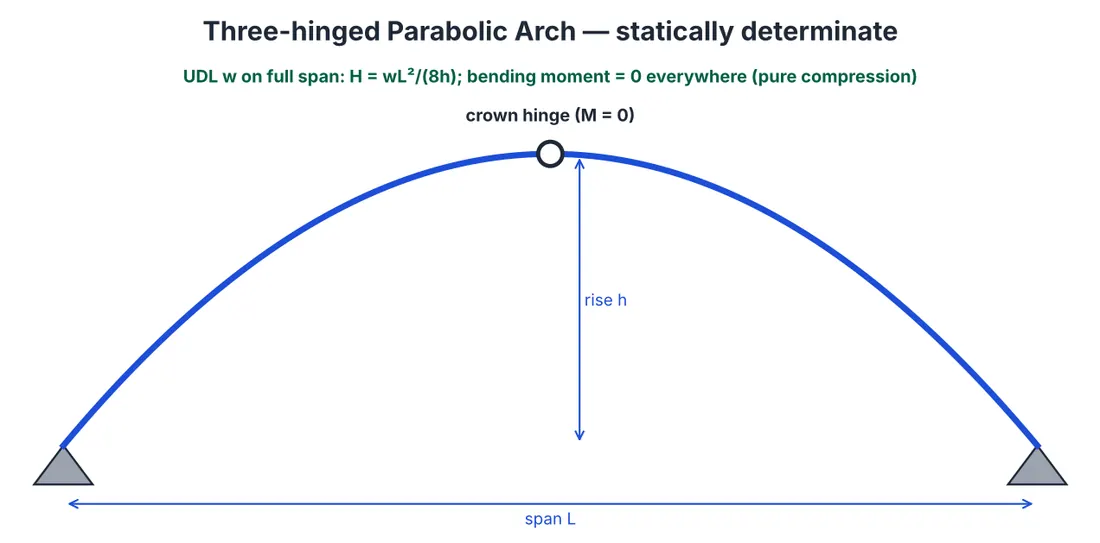 Three-hinged Parabolic Arch — statically determinate
UDL w on full span: H = wL²/(8h); bending moment = 0 everywhere (pure compression)
crown hinge (M = 0)
rise h
span L